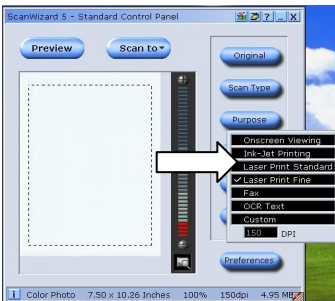 ScanWizard 5 - Standard Control Panel
Preview
Scan to
Original
Scan Type
Purpose
Onscreen Viewing
Ink-Jet Printing
Laser Print Standard
Laser Print Fine
Fax
OCR Text
Custom
150 DPI
Preferences
Color Photo 7.50 x 10.26 Inches 100% 150dpi 4.95 MB